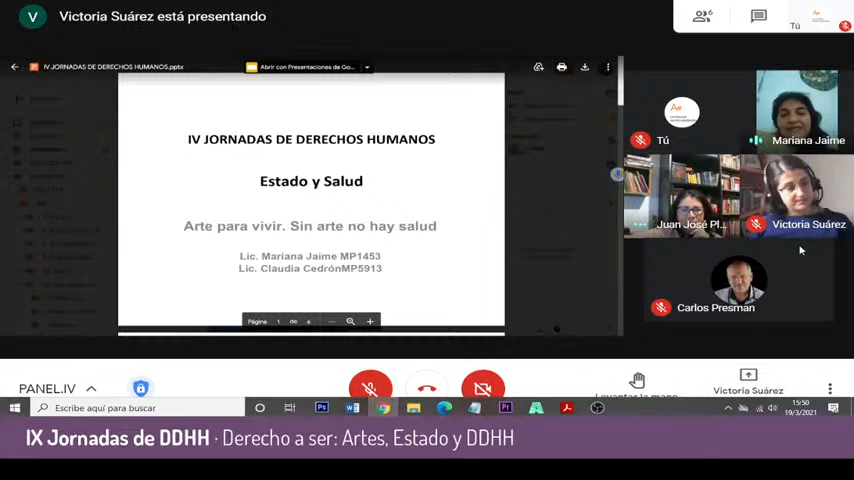 V
Victoria Suárez está presentando
6
Tú
IV JORNADAS DE DERECHOS HUMANOS.pptx
Abrir con Presentaciones de Go...
IV JORNADAS DE DERECHOS HUMANOS
Estado y Salud
Arte para vivir. Sin arte no hay salud
Lic. Mariana Jaime MP1453
Lic. Claudia CedrónMP5913
Página 1 de 6
Tú
Mariana Jaime
Juan José Pl...
Victoria Suárez
Carlos Presman
PANEL.IV
Levantar la mano
Victoria Suárez
Escribe aquí para buscar
15:50
19/3/2021
IX Jornadas de DDHH · Derecho a ser: Artes, Estado y DDHH